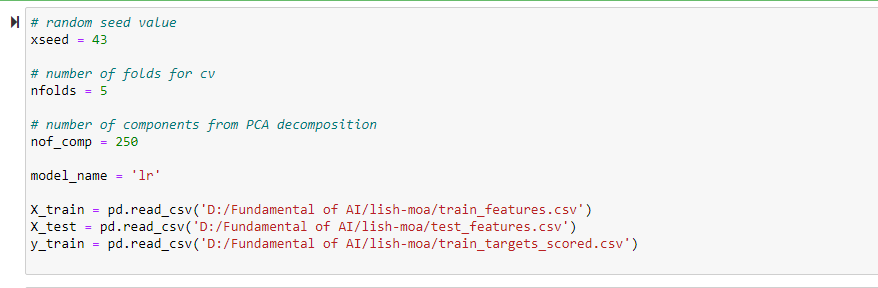 # random seed value
xseed = 43
# number of folds for cv
nfolds = 5
# number of components from PCA decomposition
nof_comp = 250
model_name = 'lr'
X_train = pd.read_csv('D:/Fundamental of AI/lish-moa/train_features.csv')
X_test = pd.read_csv('D:/Fundamental of AI/lish-moa/test_features.csv')
y_train = pd.read_csv('D:/Fundamental of AI/lish-moa/train_targets_scored.csv')